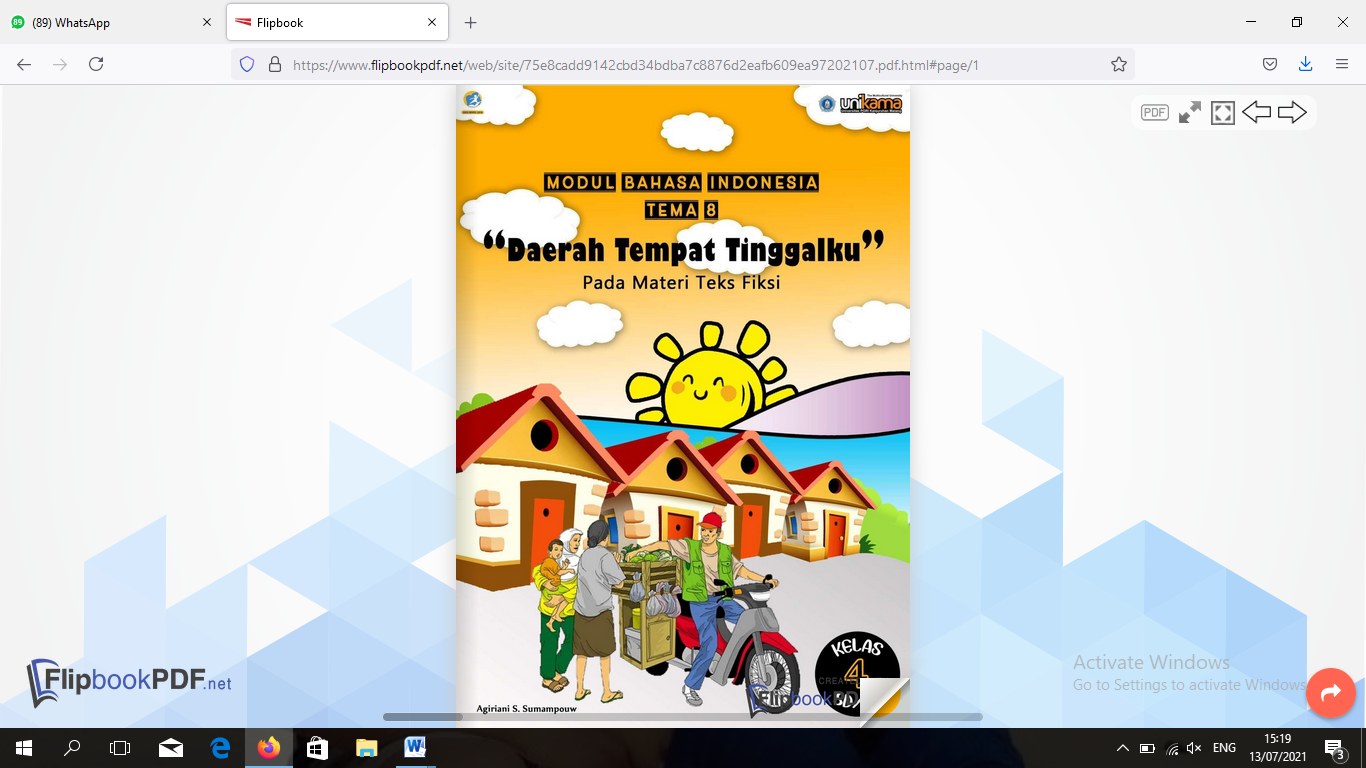 (89) WhatsApp
Flipbook
https://www.flipbookpdf.net/web/site/75e8cadd9142cbd34bdba7c8876d2eafb609ea97202107.pdf.html#page/1
unikama
PDF
MODUL BAHASA INDONESIA
TEMA 8
“Daerah Tempat Tinggalku”
Pada Materi Teks Fiksi
KELAS
4
Agiriani S. Sumampouw
FlipbookPDF.net
Activate Windows
Go to Settings to activate Windows
ENG
15:19
13/07/2021
3